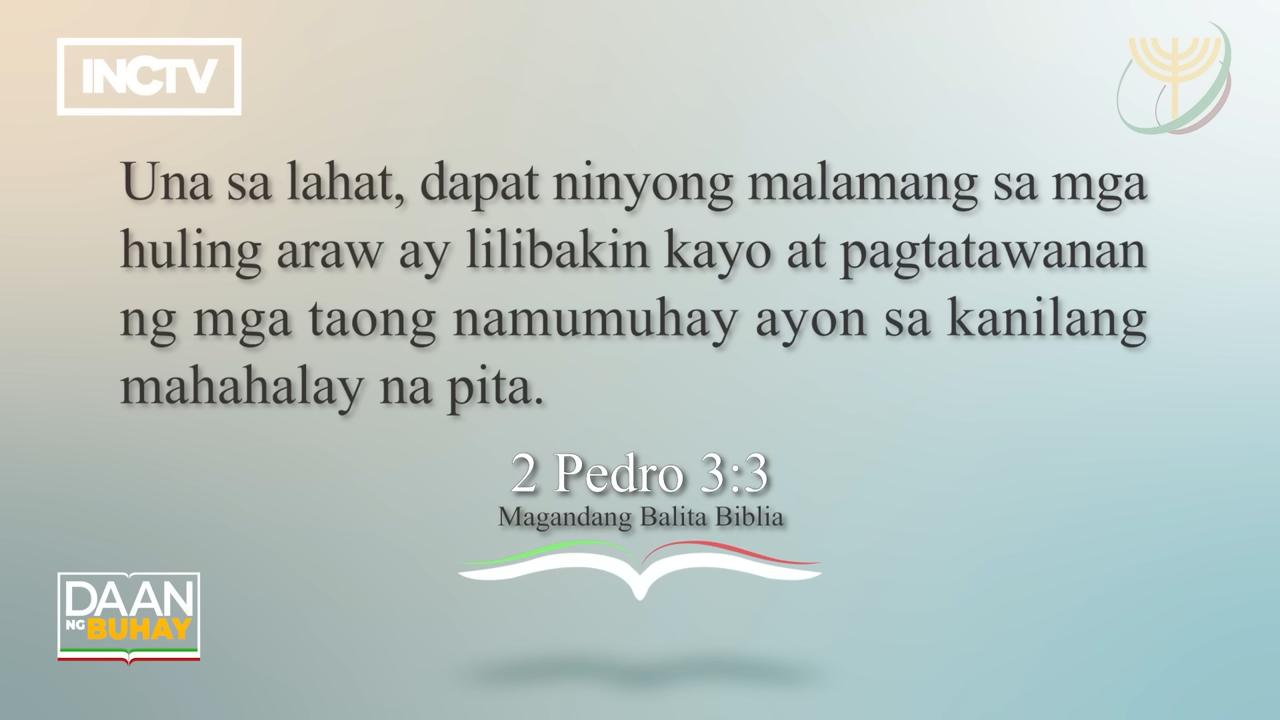 INCTV
Una sa lahat, dapat ninyong malamang sa mga
huling araw ay lilibakin kayo at pagtatawanan
ng mga taong namumuhay ayon sa kanilang
mahahalay na pita.
2 Pedro 3:3
Magandang Balita Biblia
DAAN
NG BUHAY